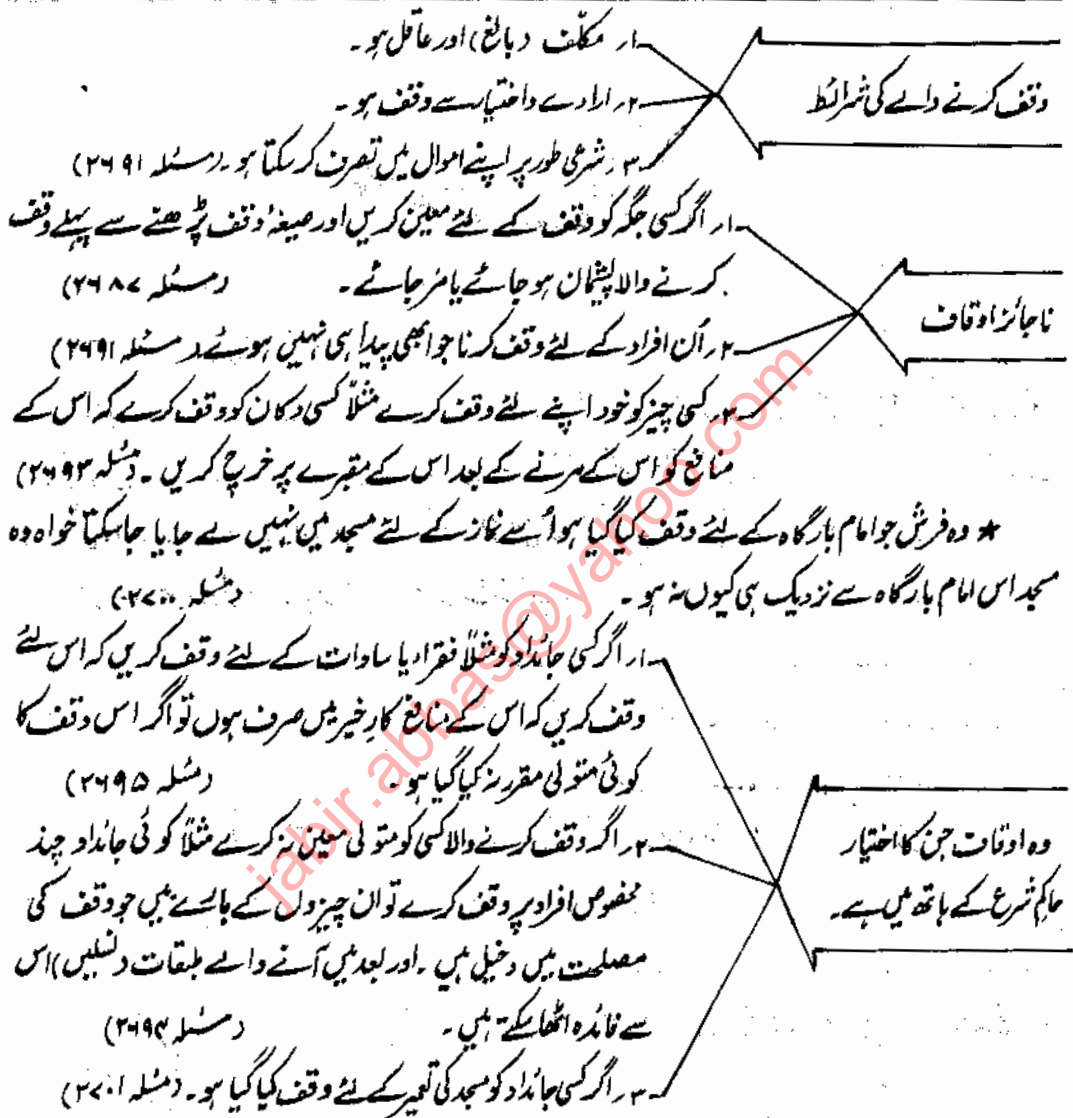 وقف کرنے والے کی شرائط
۱ر مکلّف (بالغ) اور عاقل ہو۔
۲ر ارادے واختیار سے وقف ہو۔
۳ر شرعی طور پر اپنے اموال میں تصرف کر سکتا ہو۔ (مسئلہ ۲۶۹۱)
ناجائز اوقاف
۱ر اگر کسی جگہ کو وقف کے لئے معین کریں اور صیغۂ وقف پڑھنے سے پہلے وقف
کرنے والا پشیمان ہو جائے یا مر جائے۔ (مسئلہ ۲۶۸۷)
۲ر اُن افراد کے لئے وقف کرنا جو ابھی پیدا ہی نہیں ہوئے (مسئلہ ۲۶۹۱)
۳ر کسی چیز کو خود اپنے لئے وقف کرے مثلاً کسی دکان کو وقف کرے کہ اس کے
منافع کو اس کے مرنے کے بعد اس کے مقبرے پر خرچ کریں۔ (مسئلہ ۲۶۹۳)
★ وہ فرش جو امام بارگاہ کے لئے وقف کیا گیا ہو اُسے نماز کے لئے مسجد میں نہیں لے جایا جا سکتا خواہ وہ
مسجد اس امام بارگاہ سے نزدیک ہی کیوں نہ ہو۔ (مسئلہ ۲۷۰۰)
وہ اوقات جن کا اختیار
حاکم شرع کے ہاتھ میں ہے۔
۱ر اگر کسی جائداد کو مثلاً فقراء یا سادات کے لئے وقف کریں کہ اس لئے
وقف کریں کہ اس کے منافع کارِ خیر میں صرف ہوں تو اگر اس وقف کا
کوئی متولی مقرر نہ کیا گیا ہو۔ (مسئلہ ۲۶۹۵)
۲ر اگر وقف کرنے والا کسی کو متولی معین نہ کرے مثلاً کوئی جائداد چند
مخصوص افراد پر وقف کرے تو ان چیزوں کے بارے میں جو وقف کی
مصلحت میں دخیل ہیں۔ اور بعد میں آنے والے طبقات (نسلیں) اس
سے فائدہ اٹھا سکتے ہیں۔ (مسئلہ ۲۶۹۴)
۳ر اگر کسی جائداد کو مسجد کی تعمیر کے لئے وقف کیا گیا ہو۔ (مسئلہ ۲۷۰۱)
jabir.abbas@yahoo.com